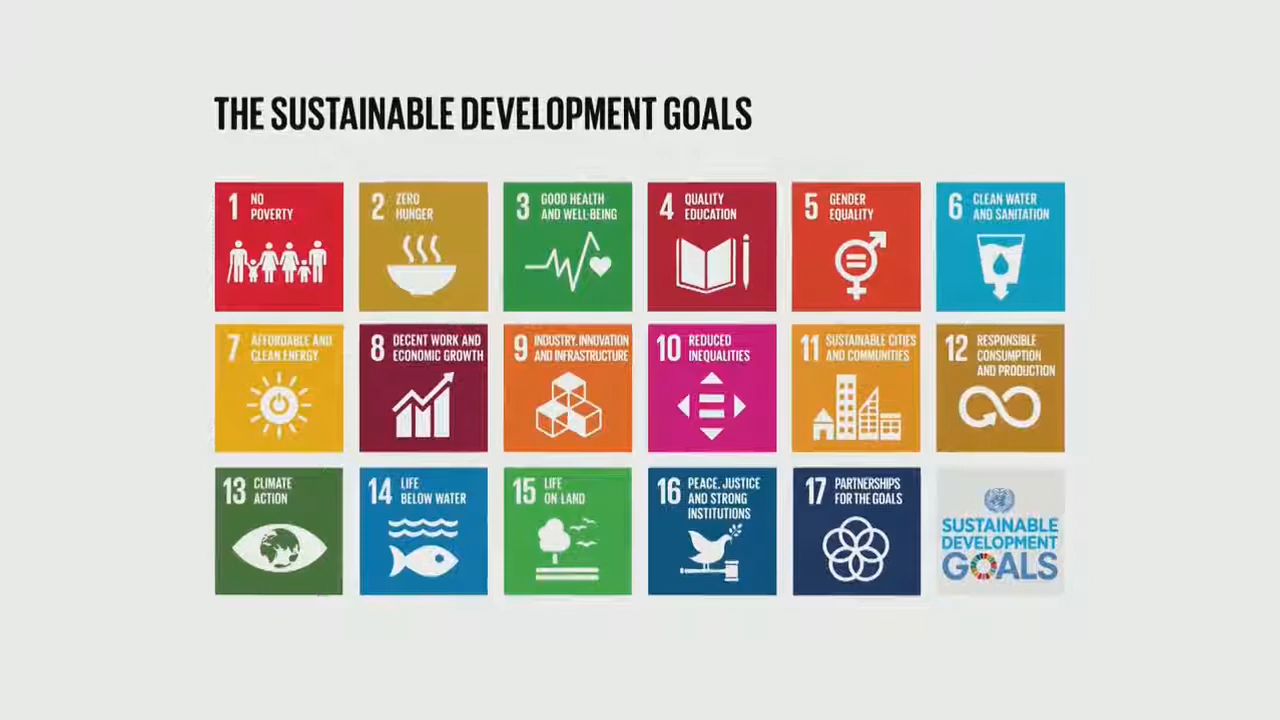 THE SUSTAINABLE DEVELOPMENT GOALS
1 NO
POVERTY
2 ZERO
HUNGER
3 GOOD HEALTH
AND WELL-BEING
4 QUALITY
EDUCATION
5 GENDER
EQUALITY
6 CLEAN WATER
AND SANITATION
7 AFFORDABLE AND
CLEAN ENERGY
8 DECENT WORK AND
ECONOMIC GROWTH
9 INDUSTRY, INNOVATION
AND INFRASTRUCTURE
10 REDUCED
INEQUALITIES
11 SUSTAINABLE CITIES
AND COMMUNITIES
12 RESPONSIBLE
CONSUMPTION
AND PRODUCTION
13 CLIMATE
ACTION
14 LIFE
BELOW WATER
15 LIFE
ON LAND
16 PEACE, JUSTICE
AND STRONG
INSTITUTIONS
17 PARTNERSHIPS
FOR THE GOALS
SUSTAINABLE
DEVELOPMENT
GOALS